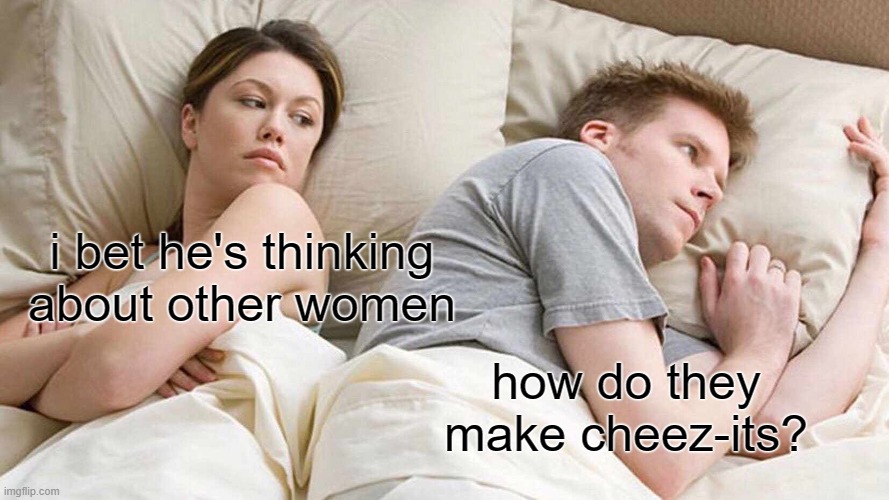 i bet he's thinking
about other women
how do they
make cheez-its?
imgflip.com